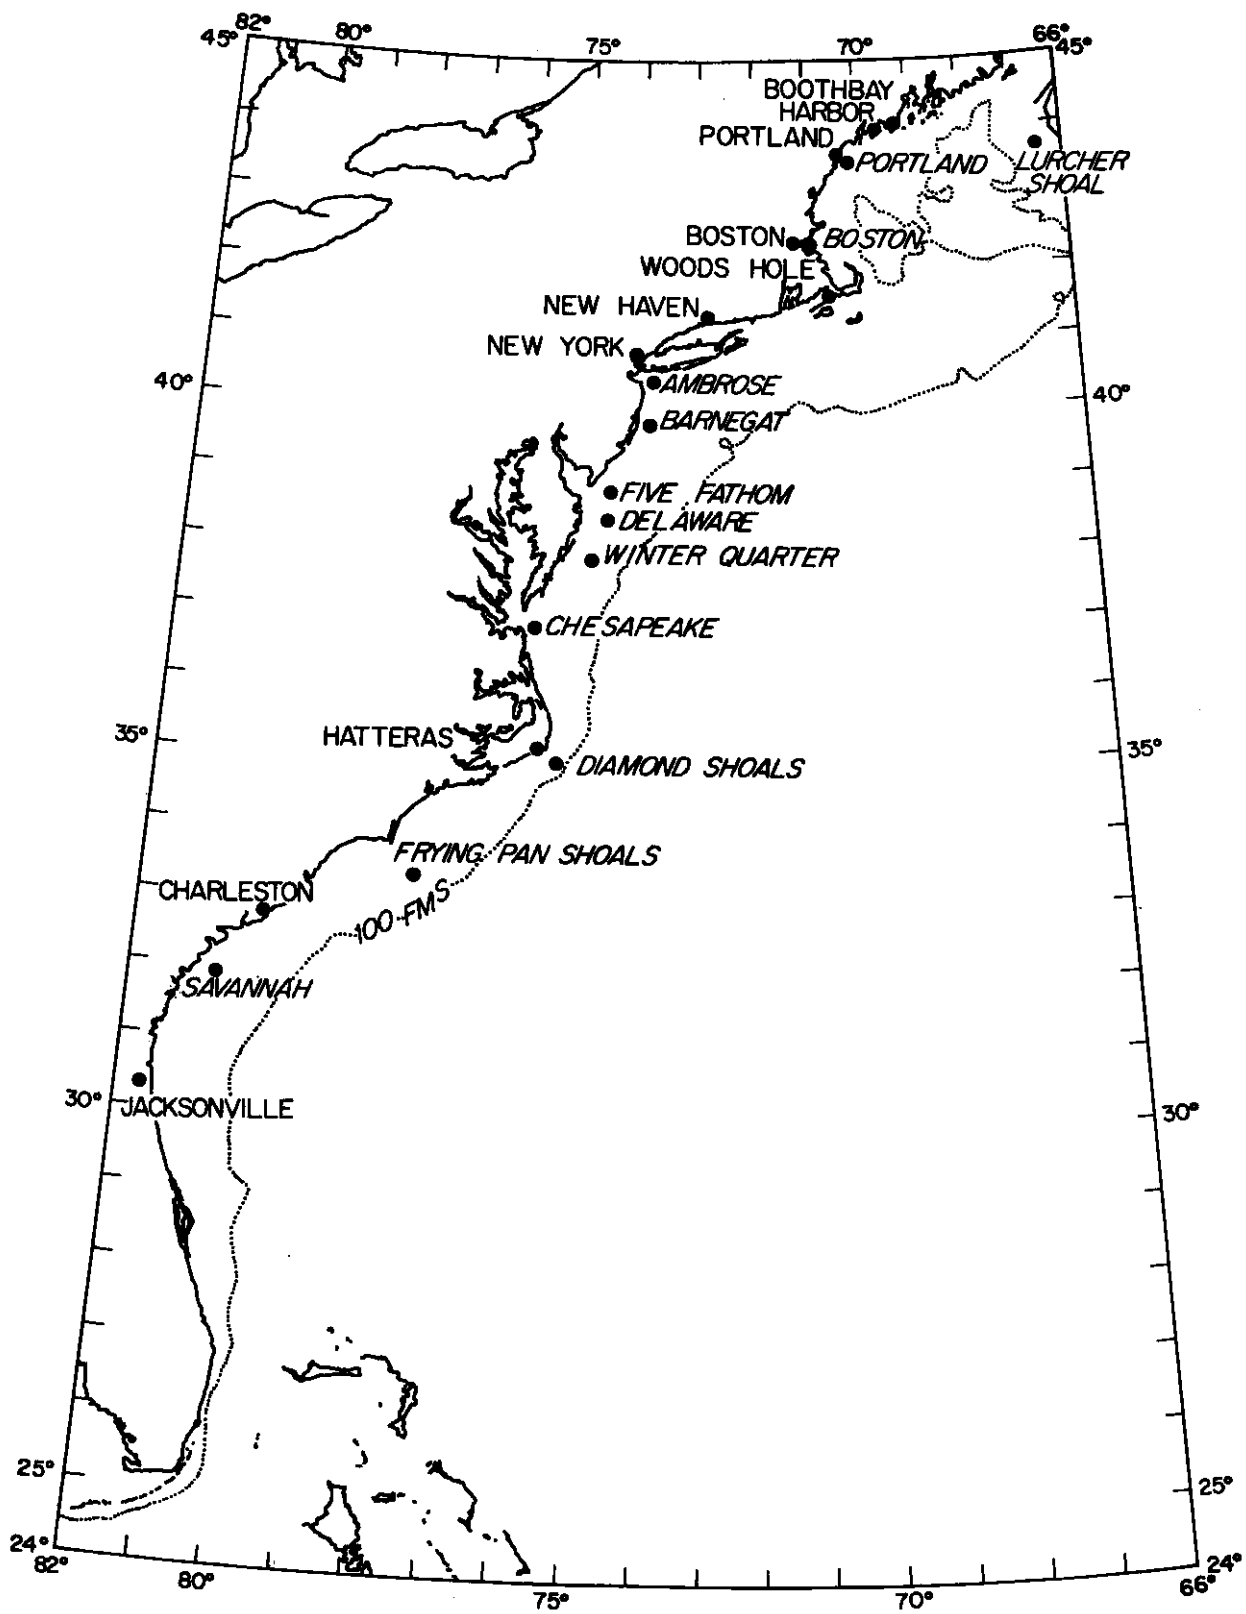 82°
80°
75°
70°
66°
45°
45°
BOOTHBAY
HARBOR
PORTLAND
PORTLAND
LURCHER
SHOAL
BOSTON
BOSTON
WOODS HOLE
NEW HAVEN
NEW YORK
40°
AMBROSE
40°
BARNEGAT
FIVE FATHOM
DELAWARE
WINTER QUARTER
CHESAPEAKE
35°
HATTERAS
35°
DIAMOND SHOALS
FRYING PAN SHOALS
CHARLESTON
100-FMS
SAVANNAH
30°
JACKSONVILLE
30°
25°
25°
24°
24°
82°
80°
75°
70°
66°